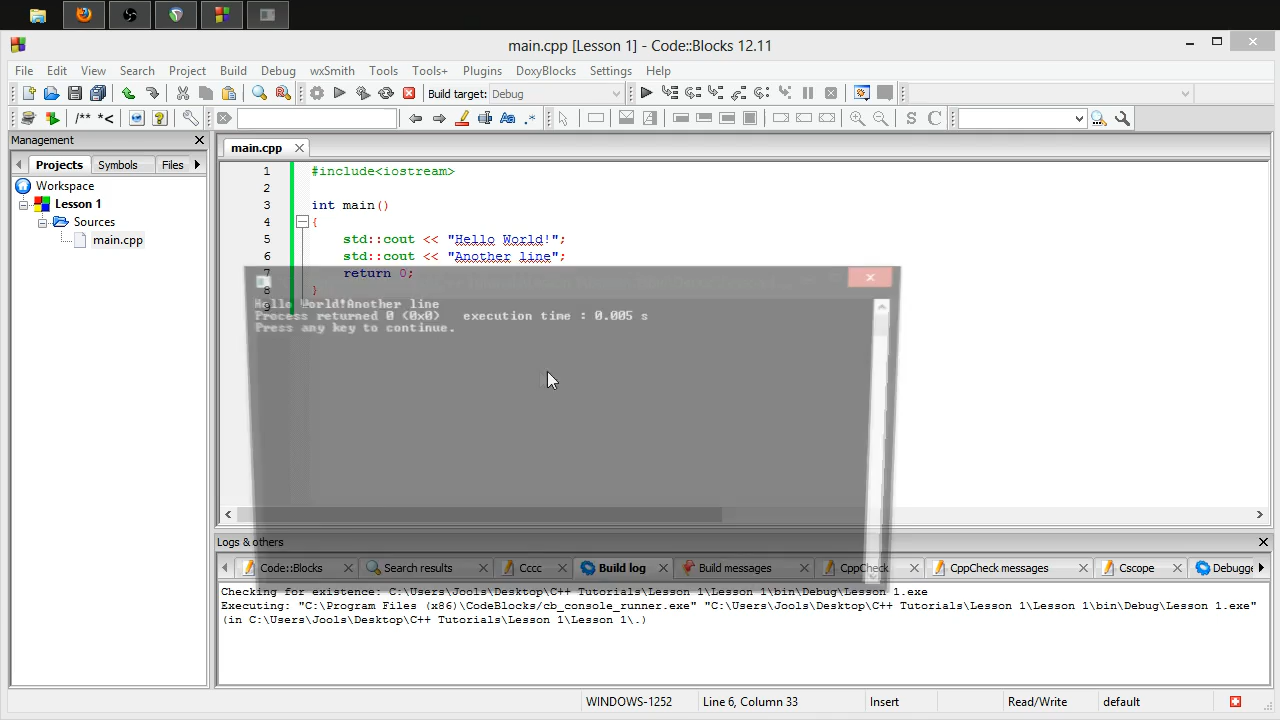 main.cpp [Lesson 1] - Code::Blocks 12.11
File Edit View Search Project Build Debug wxSmith Tools Tools+ Plugins DoxyBlocks Settings Help
Build target: Debug
/** *<
S C
Management
main.cpp
Projects Symbols Files
Workspace
Lesson 1
Sources
main.cpp
1 #include<iostream>
2
3 int main()
4 {
5 std::cout << "Hello World!";
6 std::cout << "Another line";
7 return 0;
8 }
9
Hello World!Another line
Process returned 0 (0x0) execution time : 0.005 s
Press any key to continue.
Logs & others
Code::Blocks Search results Cccc Build log Build messages CppCheck CppCheck messages Cscope Debugge
Checking for existence: C:\Users\Jools\Desktop\C++ Tutorials\Lesson 1\Lesson 1\bin\Debug\Lesson 1.exe
Executing: "C:\Program Files (x86)\CodeBlocks/cb_console_runner.exe" "C:\Users\Jools\Desktop\C++ Tutorials\Lesson 1\Lesson 1\bin\Debug\Lesson 1.exe"
(in C:\Users\Jools\Desktop\C++ Tutorials\Lesson 1\Lesson 1\.)
WINDOWS-1252 Line 6, Column 33 Insert Read/Write default